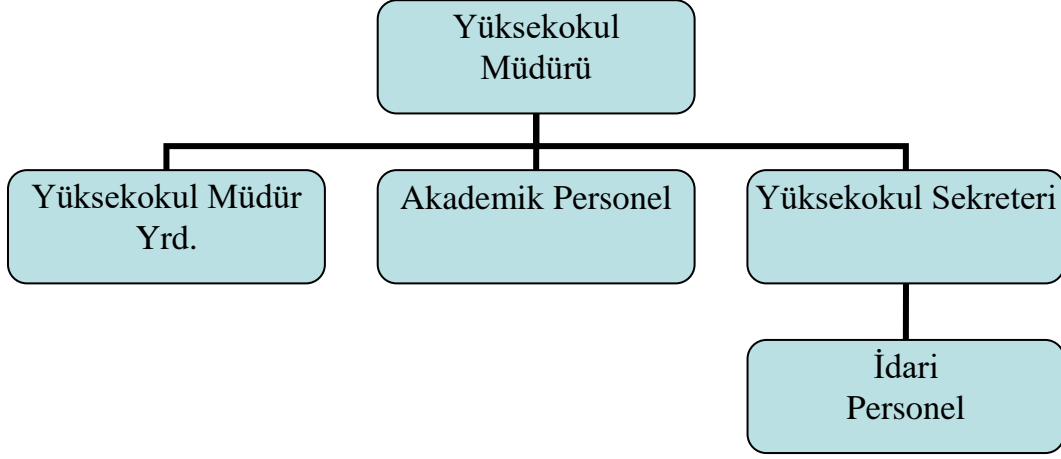 Yüksekokul
Müdürü
Yüksekokul Müdür
Yrd.
Akademik Personel
Yüksekokul Sekreteri
İdari
Personel